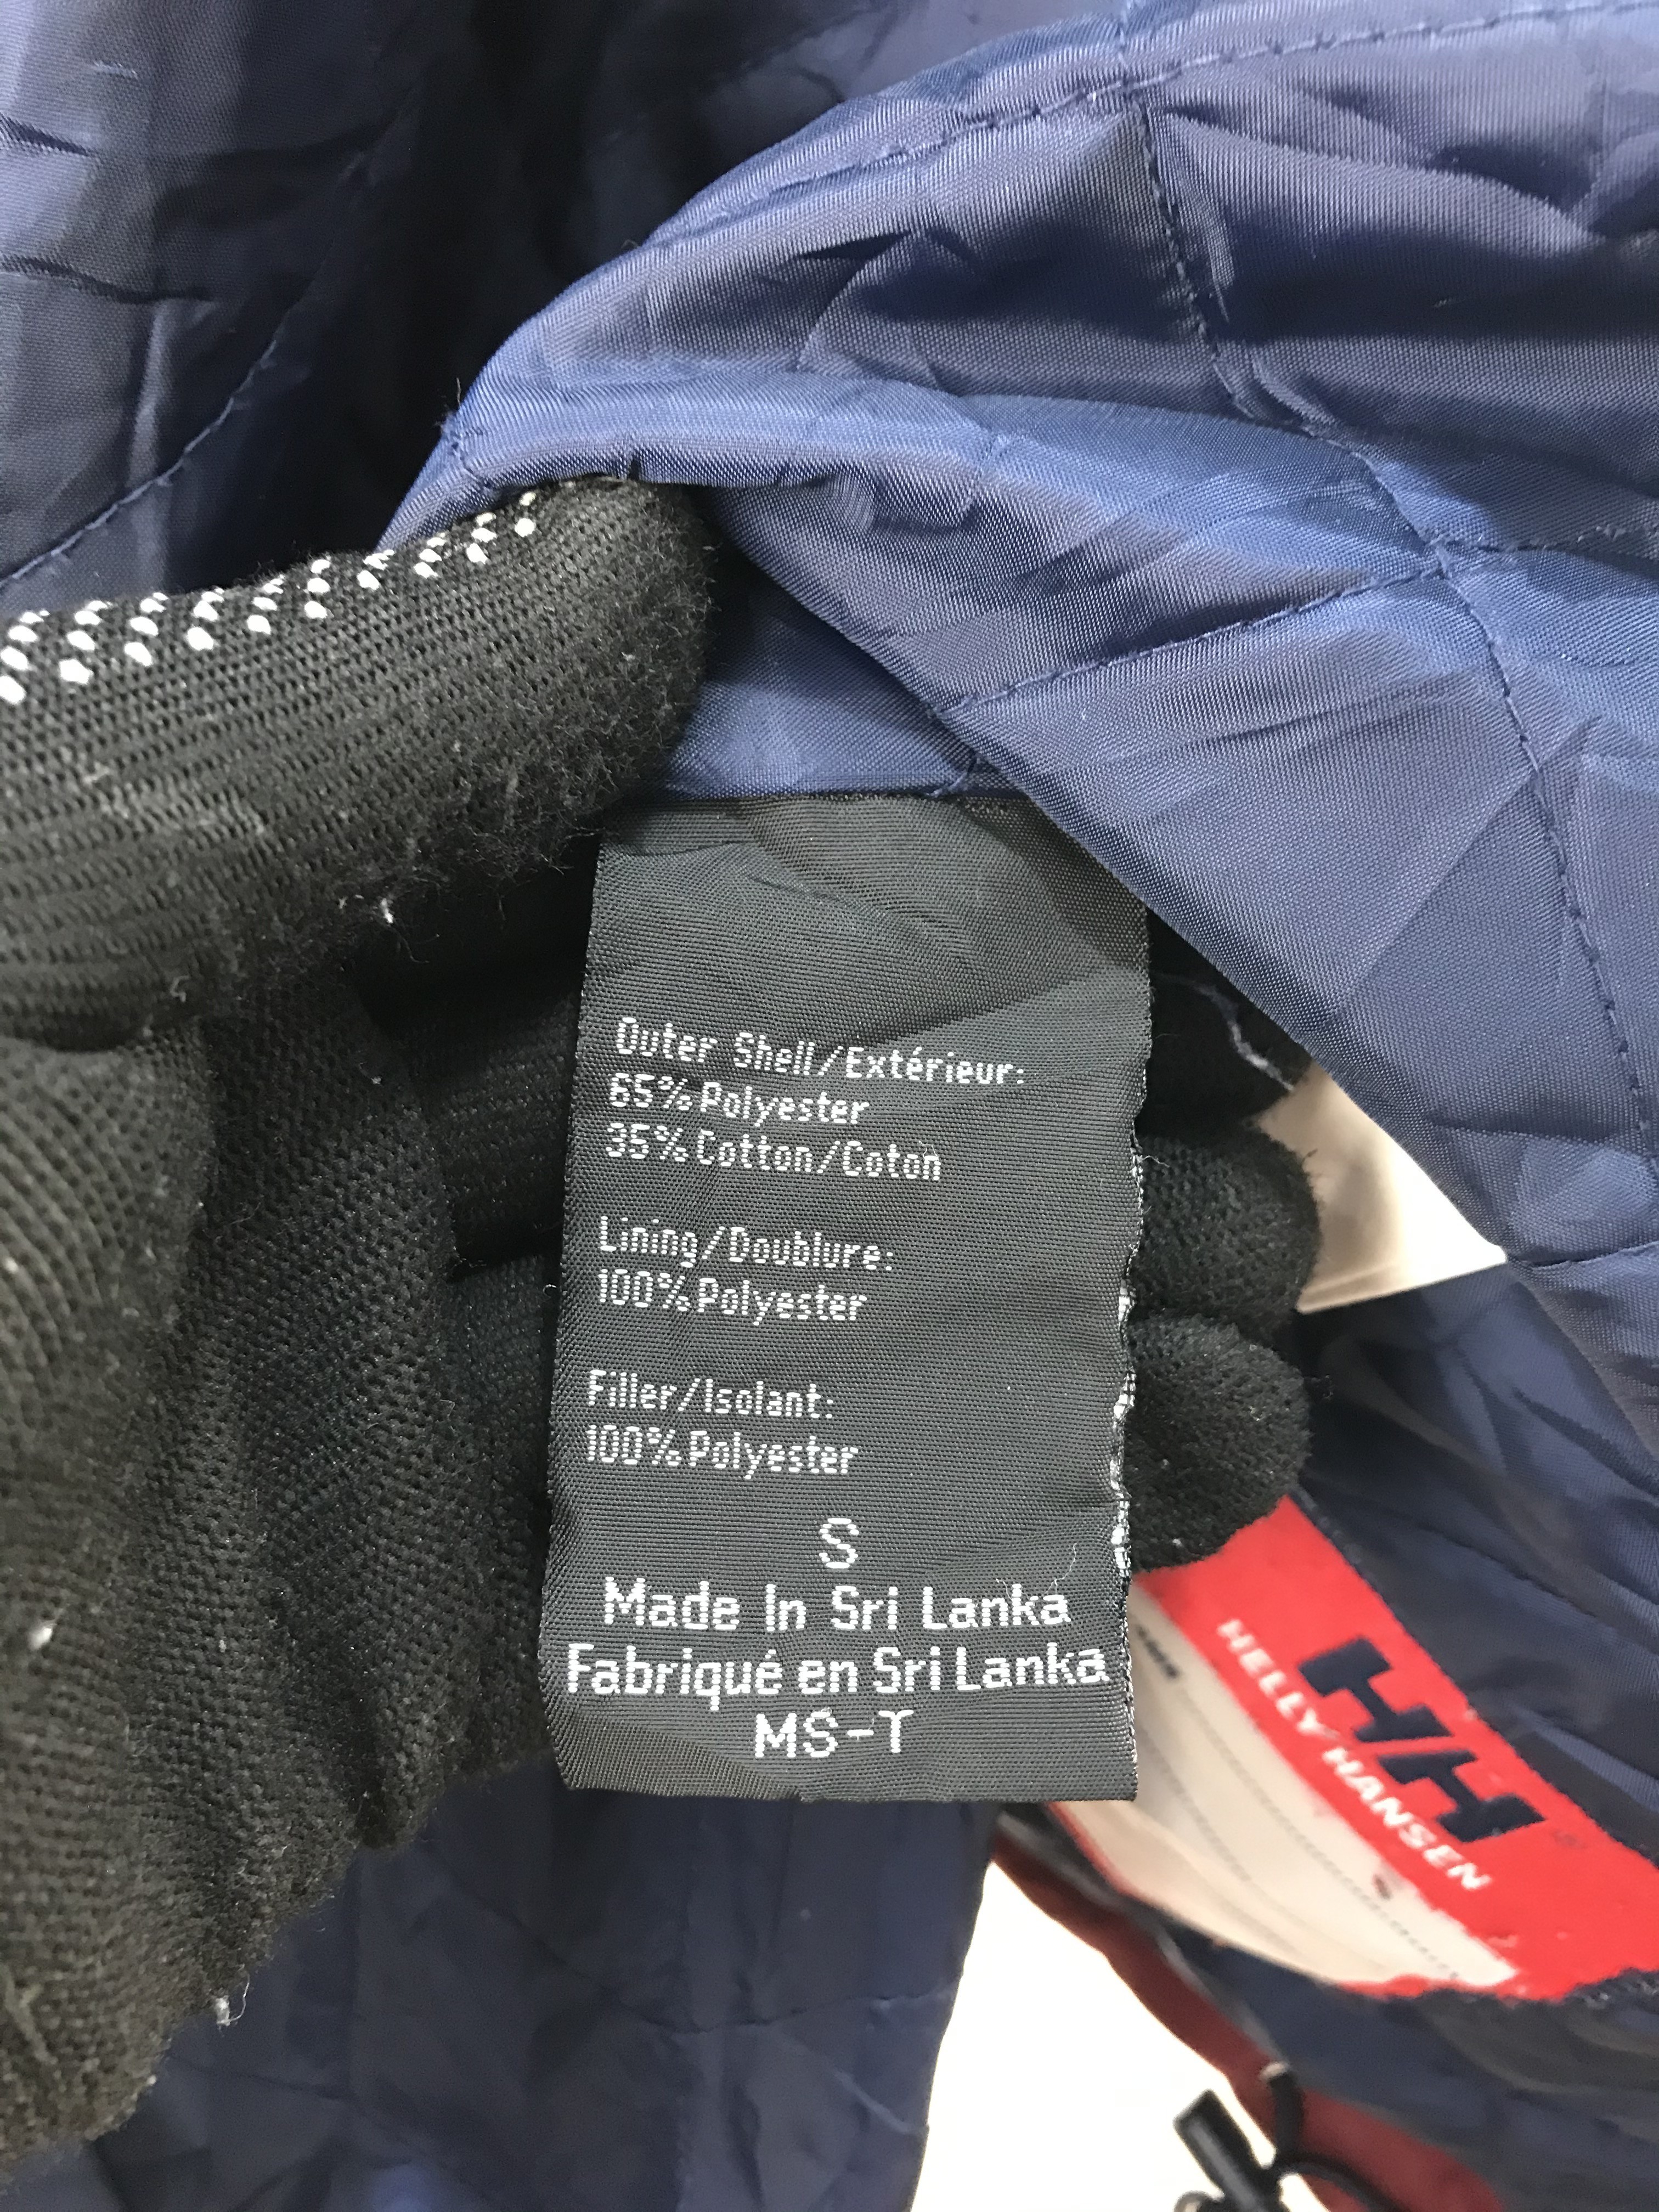 Outer Shell/Extérieur:
65% Polyester
35% Cotton/Coton
Lining/Doublure:
100% Polyester
Filler/Isolant:
100% Polyester
S
Made In Sri Lanka
Fabriqué en Sri Lanka
MS-T
HH
HELLY HANSEN